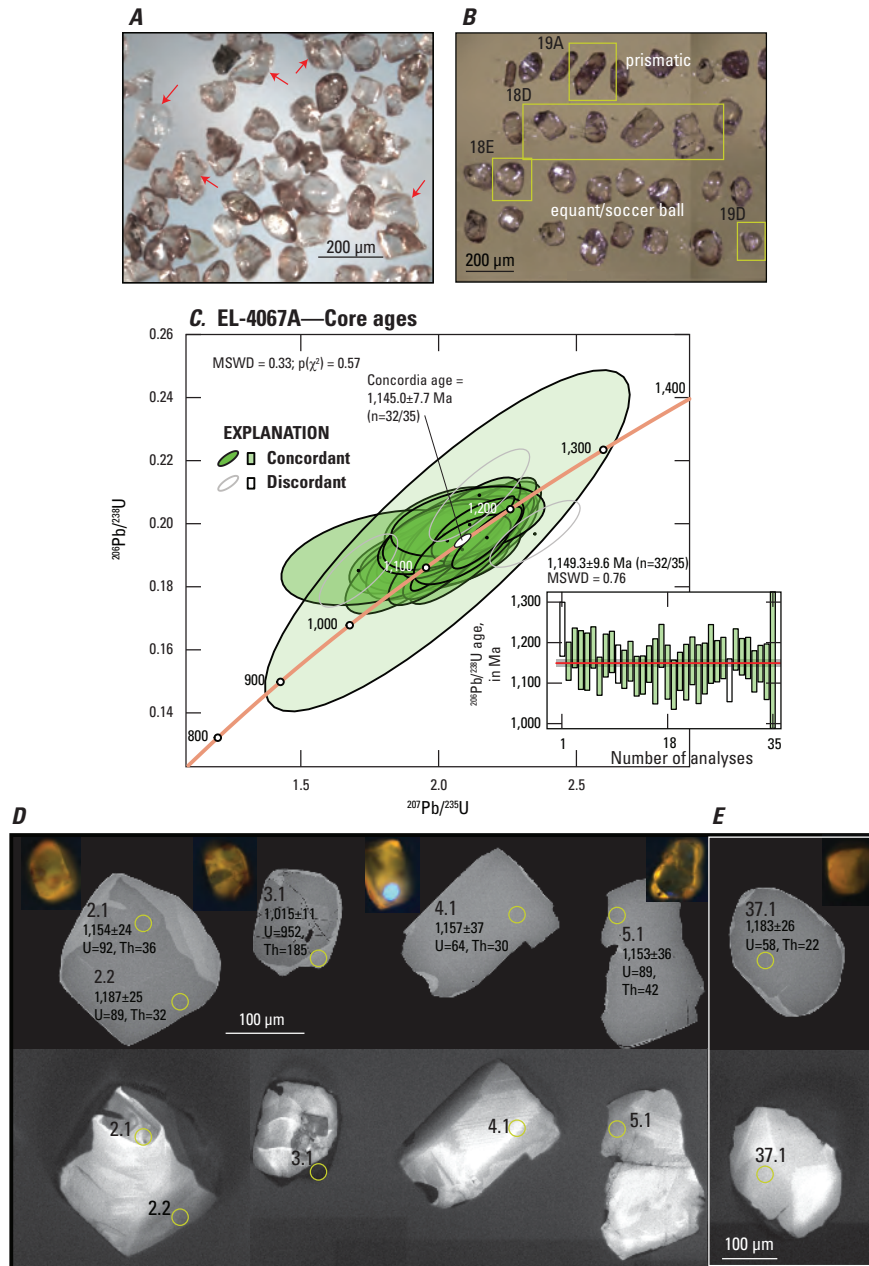 A
B
200 µm
19A
prismatic
18D
18E
equant/soccer ball
19D
200 µm
C. EL-4067A—Core ages
MSWD = 0.33; p(χ²) = 0.57
Concordia age =
1,145.0±7.7 Ma
(n=32/35)
EXPLANATION
Concordant
Discordant
²⁰⁶Pb/²³⁸U
0.26
0.24
0.22
0.20
0.18
0.16
0.14
800
900
1,000
1,100
1,200
1,300
1,400
1.5
2.0
2.5
²⁰⁷Pb/²³⁵U
1,149.3±9.6 Ma (n=32/35)
MSWD = 0.76
²⁰⁶Pb/²³⁸U age,
in Ma
1,300
1,200
1,100
1,000
1
18
35
Number of analyses
D
E
2.1
1,154±24
U=92, Th=36
2.2
1,187±25
U=89, Th=32
3.1
1,015±11
U=952,
Th=185
100 µm
4.1
1,157±37
U=64, Th=30
5.1
1,153±36
U=89,
Th=42
37.1
1,183±26
U=58, Th=22
2.1
2.2
3.1
4.1
5.1
37.1
100 µm